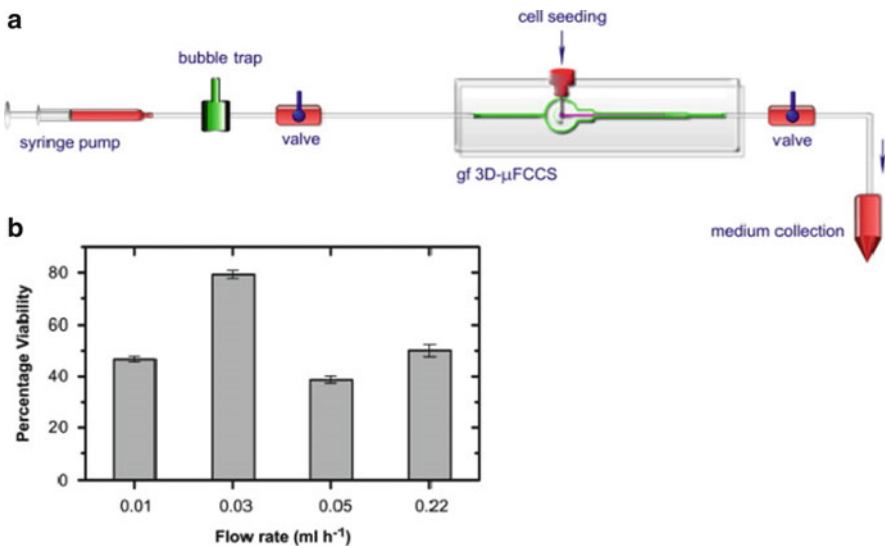 a
cell seeding
bubble trap
syringe pump
valve
gf 3D-μFCCS
valve
medium collection
b
Percentage Viability
80
60
40
20
0
0.01 0.03 0.05 0.22
Flow rate (ml h⁻¹)